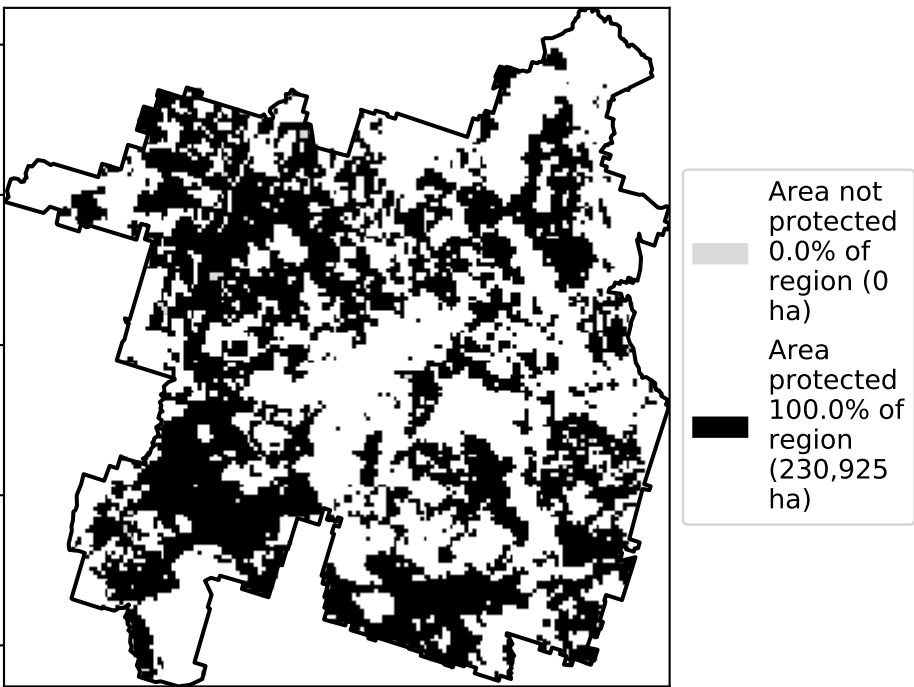 Area not
protected
0.0% of
region (0
ha)
Area
protected
100.0% of
region
(230,925
ha)